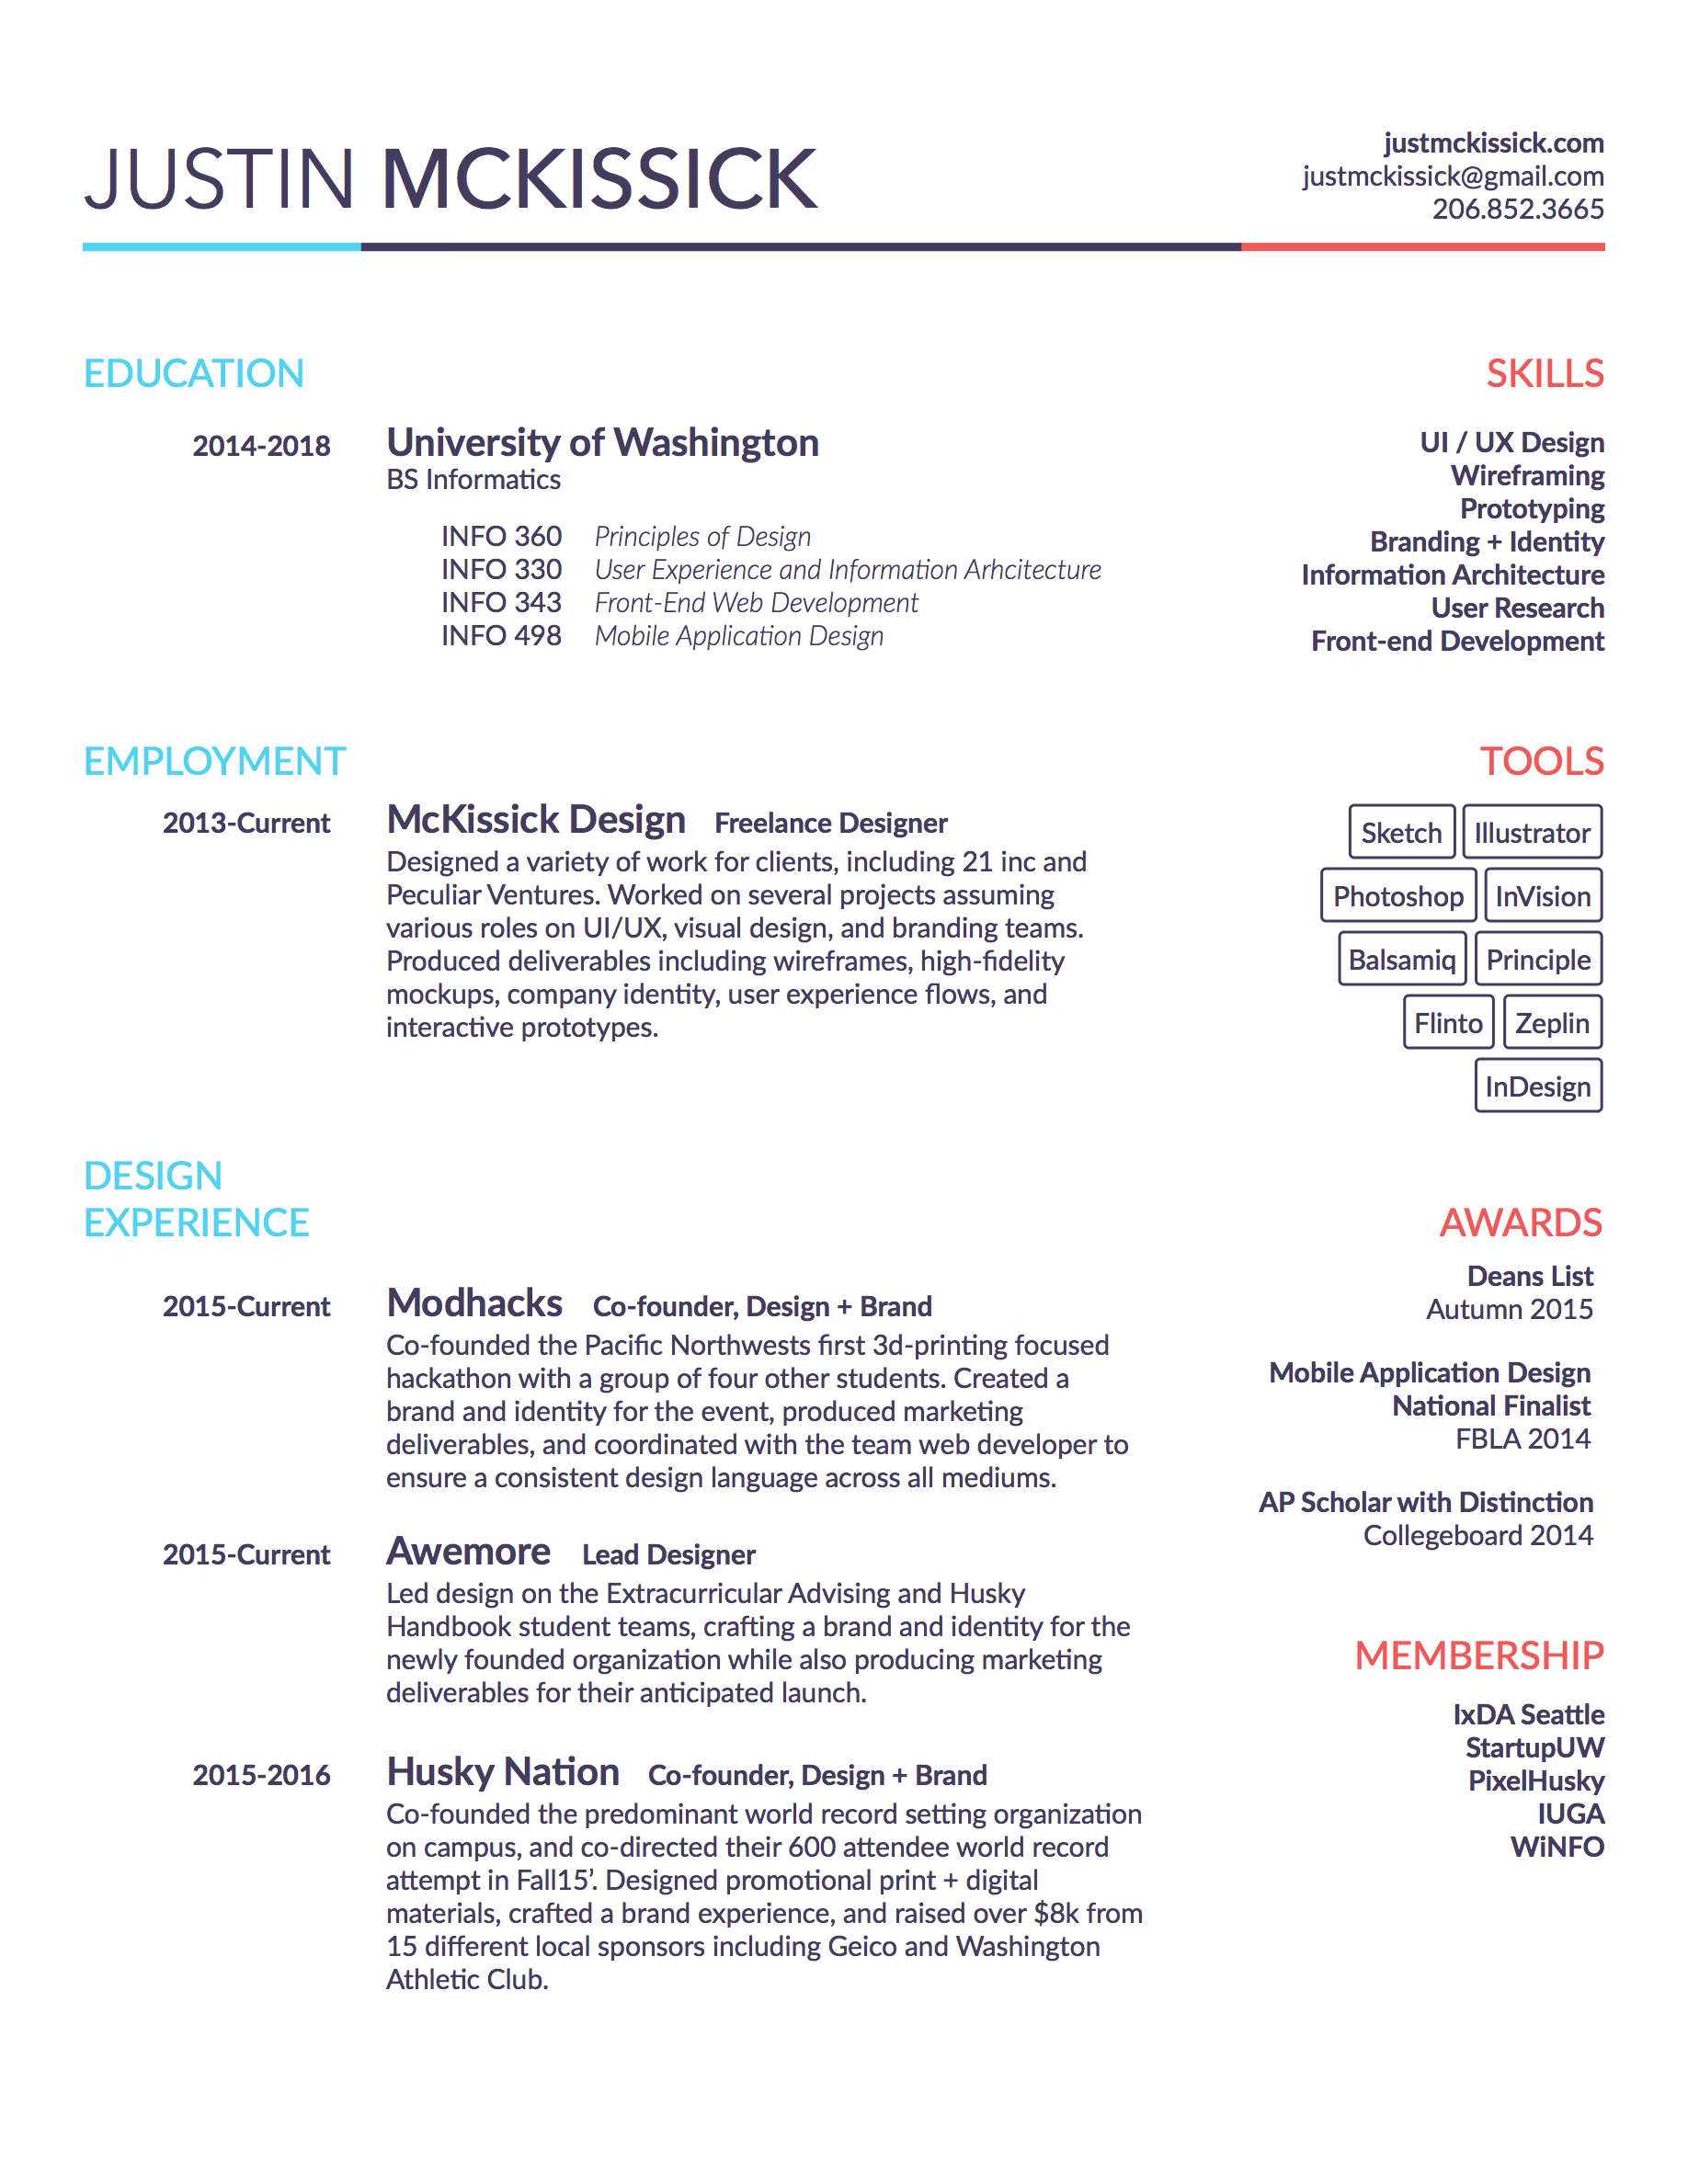 JUSTIN MCKISSICK
justmckissick.com
justmckissick@gmail.com
206.852.3665
EDUCATION
2014-2018
University of Washington
BS Informatics
INFO 360 Principles of Design
INFO 330 User Experience and Information Arhcitecture
INFO 343 Front-End Web Development
INFO 498 Mobile Application Design
SKILLS
UI / UX Design
Wireframing
Prototyping
Branding + Identity
Information Architecture
User Research
Front-end Development
EMPLOYMENT
2013-Current
McKissick Design Freelance Designer
Designed a variety of work for clients, including 21 inc and
Peculiar Ventures. Worked on several projects assuming
various roles on UI/UX, visual design, and branding teams.
Produced deliverables including wireframes, high-fidelity
mockups, company identity, user experience flows, and
interactive prototypes.
TOOLS
Sketch Illustrator
Photoshop InVision
Balsamiq Principle
Flinto Zeplin
InDesign
DESIGN
EXPERIENCE
2015-Current
Modhacks Co-founder, Design + Brand
Co-founded the Pacific Northwests first 3d-printing focused
hackathon with a group of four other students. Created a
brand and identity for the event, produced marketing
deliverables, and coordinated with the team web developer to
ensure a consistent design language across all mediums.
2015-Current
Awemore Lead Designer
Led design on the Extracurricular Advising and Husky
Handbook student teams, crafting a brand and identity for the
newly founded organization while also producing marketing
deliverables for their anticipated launch.
2015-2016
Husky Nation Co-founder, Design + Brand
Co-founded the predominant world record setting organization
on campus, and co-directed their 600 attendee world record
attempt in Fall15’. Designed promotional print + digital
materials, crafted a brand experience, and raised over $8k from
15 different local sponsors including Geico and Washington
Athletic Club.
AWARDS
Deans List
Autumn 2015
Mobile Application Design
National Finalist
FBLA 2014
AP Scholar with Distinction
Collegeboard 2014
MEMBERSHIP
IxDA Seattle
StartupUW
PixelHusky
IUGA
WiNFO